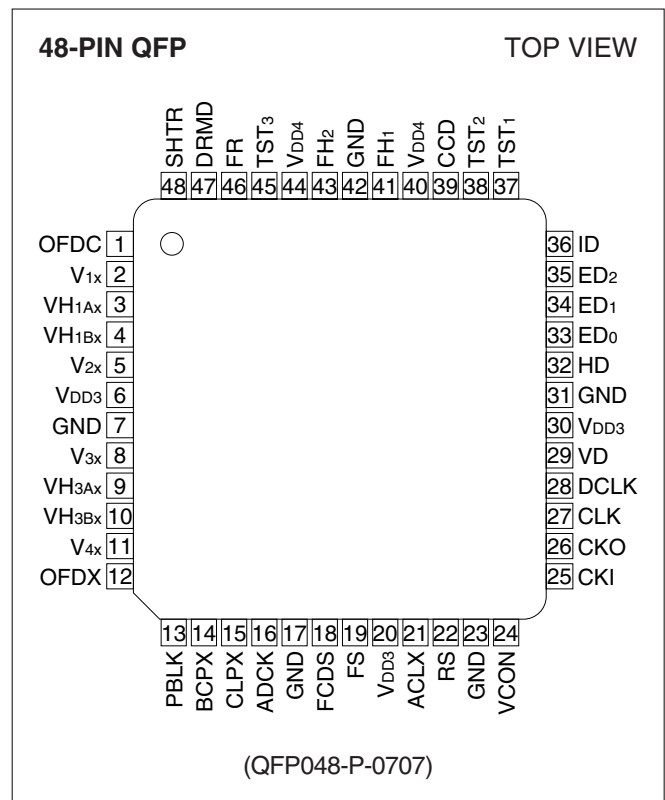 48-PIN QFP TOP VIEW
SHTR DRMD FR TST3 VDD4 FH2 GND FH1 VDD4 CCD TST2 TST1
48 47 46 45 44 43 42 41 40 39 38 37
OFDC 1 36 ID
V1X 2 35 ED2
VH1AX 3 34 ED1
VH1BX 4 33 ED0
V2X 5 32 HD
VDD3 6 31 GND
GND 7 30 VDD3
V3X 8 29 VD
VH3AX 9 28 DCLK
VH3BX 10 27 CLK
V4X 11 26 CKO
OFDX 12 25 CKI
13 14 15 16 17 18 19 20 21 22 23 24
PBLK BCPX CLPX ADCK GND FCDS FS VDD3 ACLX RS GND VCON
(QFP048-P-0707)